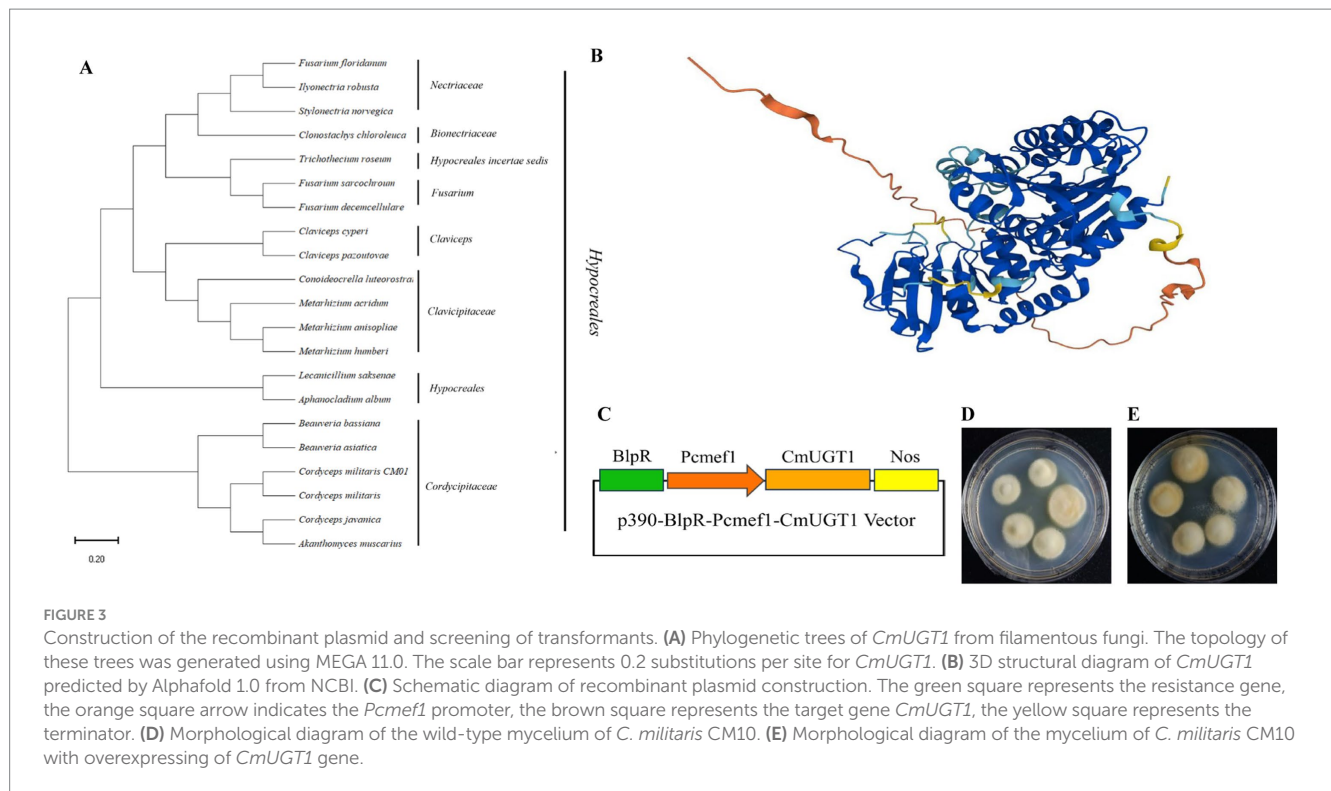 A
Fusarium floridanum
Ilyonectria robusta
Stylonectria norvegica
Clonostachys chloroleuca
Trichothecium roseum
Fusarium sarcochroum
Fusarium decemcellulare
Claviceps cyperi
Claviceps pazoutovae
Conoideocrella luteorostra
Metarhizium acridum
Metarhizium anisopliae
Metarhizium humberi
Lecanicillium saksenae
Aphanocladium album
Beauveria bassiana
Beauveria asiatica
Cordyceps militaris CM01
Cordyceps militaris
Cordyceps javanica
Akanthomyces muscarius
Nectriaceae
Bionectriaceae
Hypocreales incertae sedis
Fusarium
Claviceps
Clavicipitaceae
Hypocreales
Cordycipitaceae
Hypocreales
0.20
B
C
BlpR Pcmef1 CmUGT1 Nos
p390-BlpR-Pcmef1-CmUGT1 Vector
D
E
FIGURE 3
Construction of the recombinant plasmid and screening of transformants. (A) Phylogenetic trees of CmUGT1 from filamentous fungi. The topology of
these trees was generated using MEGA 11.0. The scale bar represents 0.2 substitutions per site for CmUGT1. (B) 3D structural diagram of CmUGT1
predicted by Alphafold 1.0 from NCBI. (C) Schematic diagram of recombinant plasmid construction. The green square represents the resistance gene,
the orange square arrow indicates the Pcmef1 promoter, the brown square represents the target gene CmUGT1, the yellow square represents the
terminator. (D) Morphological diagram of the wild-type mycelium of C. militaris CM10. (E) Morphological diagram of the mycelium of C. militaris CM10
with overexpressing of CmUGT1 gene.